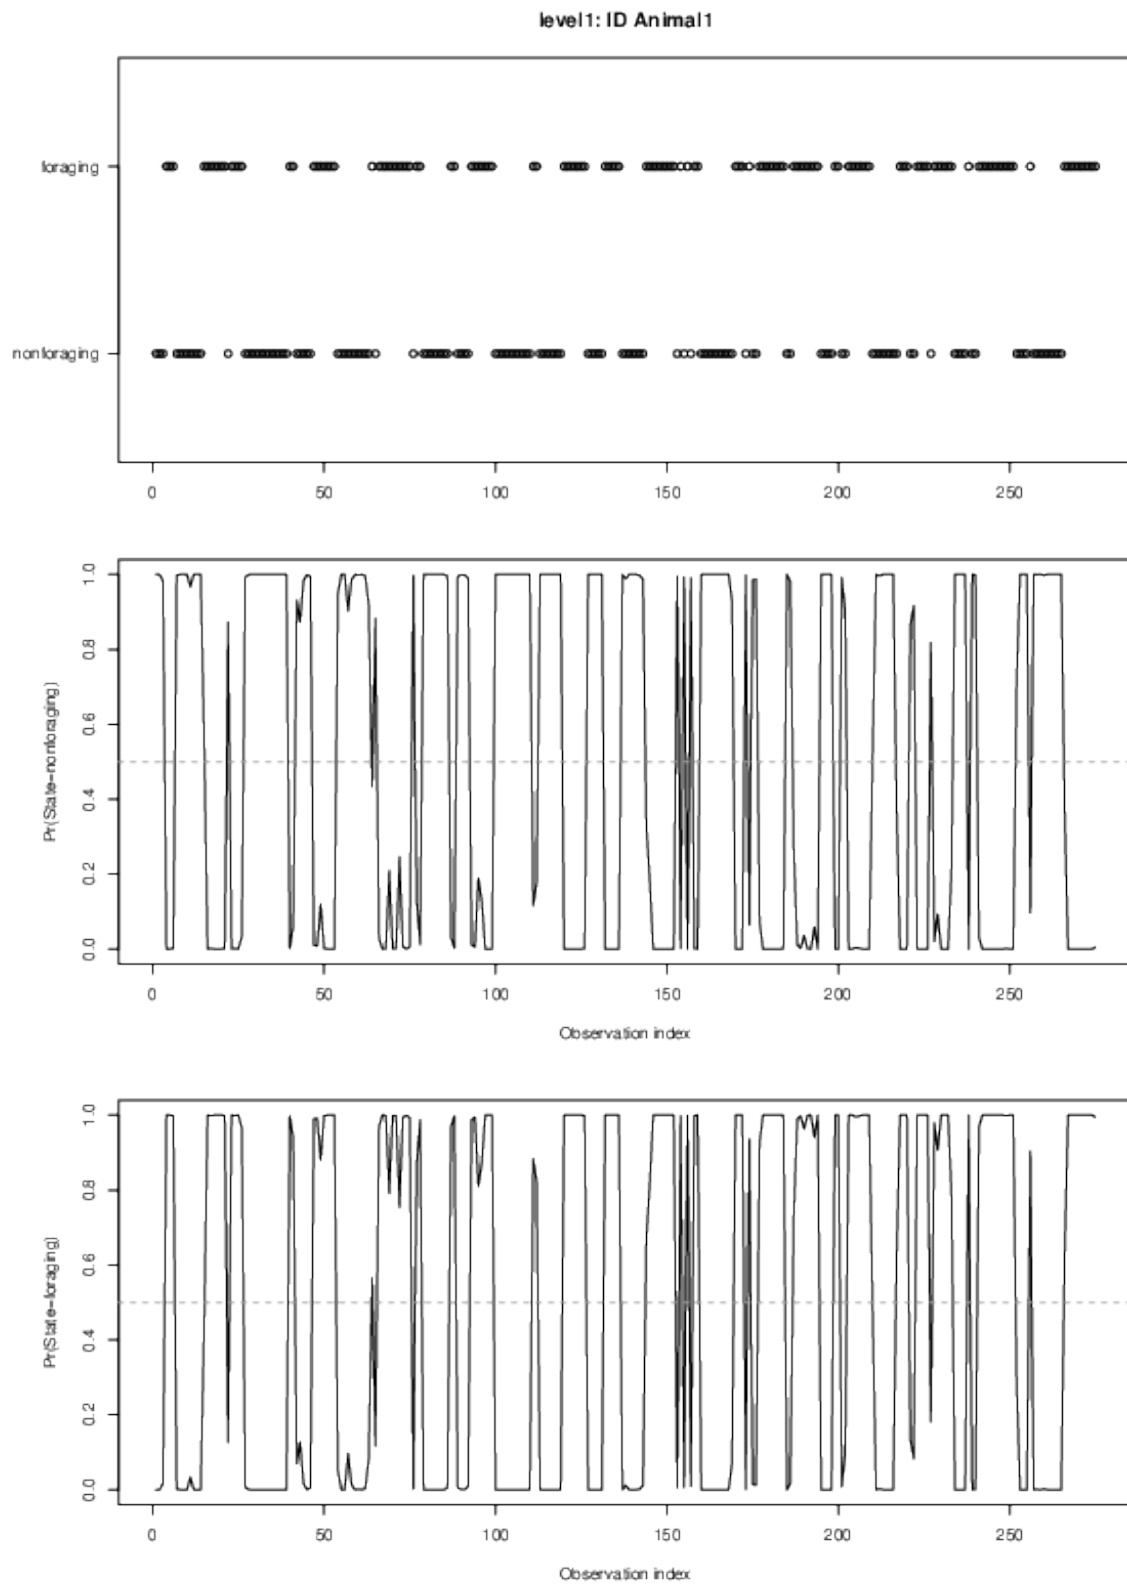 level1: ID Animal1
foraging
nonforaging
0 50 100 150 200 250
1.0
0.8
0.6
0.4
0.2
0.0
Pr(State=nonforaging)
0 50 100 150 200 250
Observation index
1.0
0.8
0.6
0.4
0.2
0.0
Pr(State=foraging)
0 50 100 150 200 250
Observation index